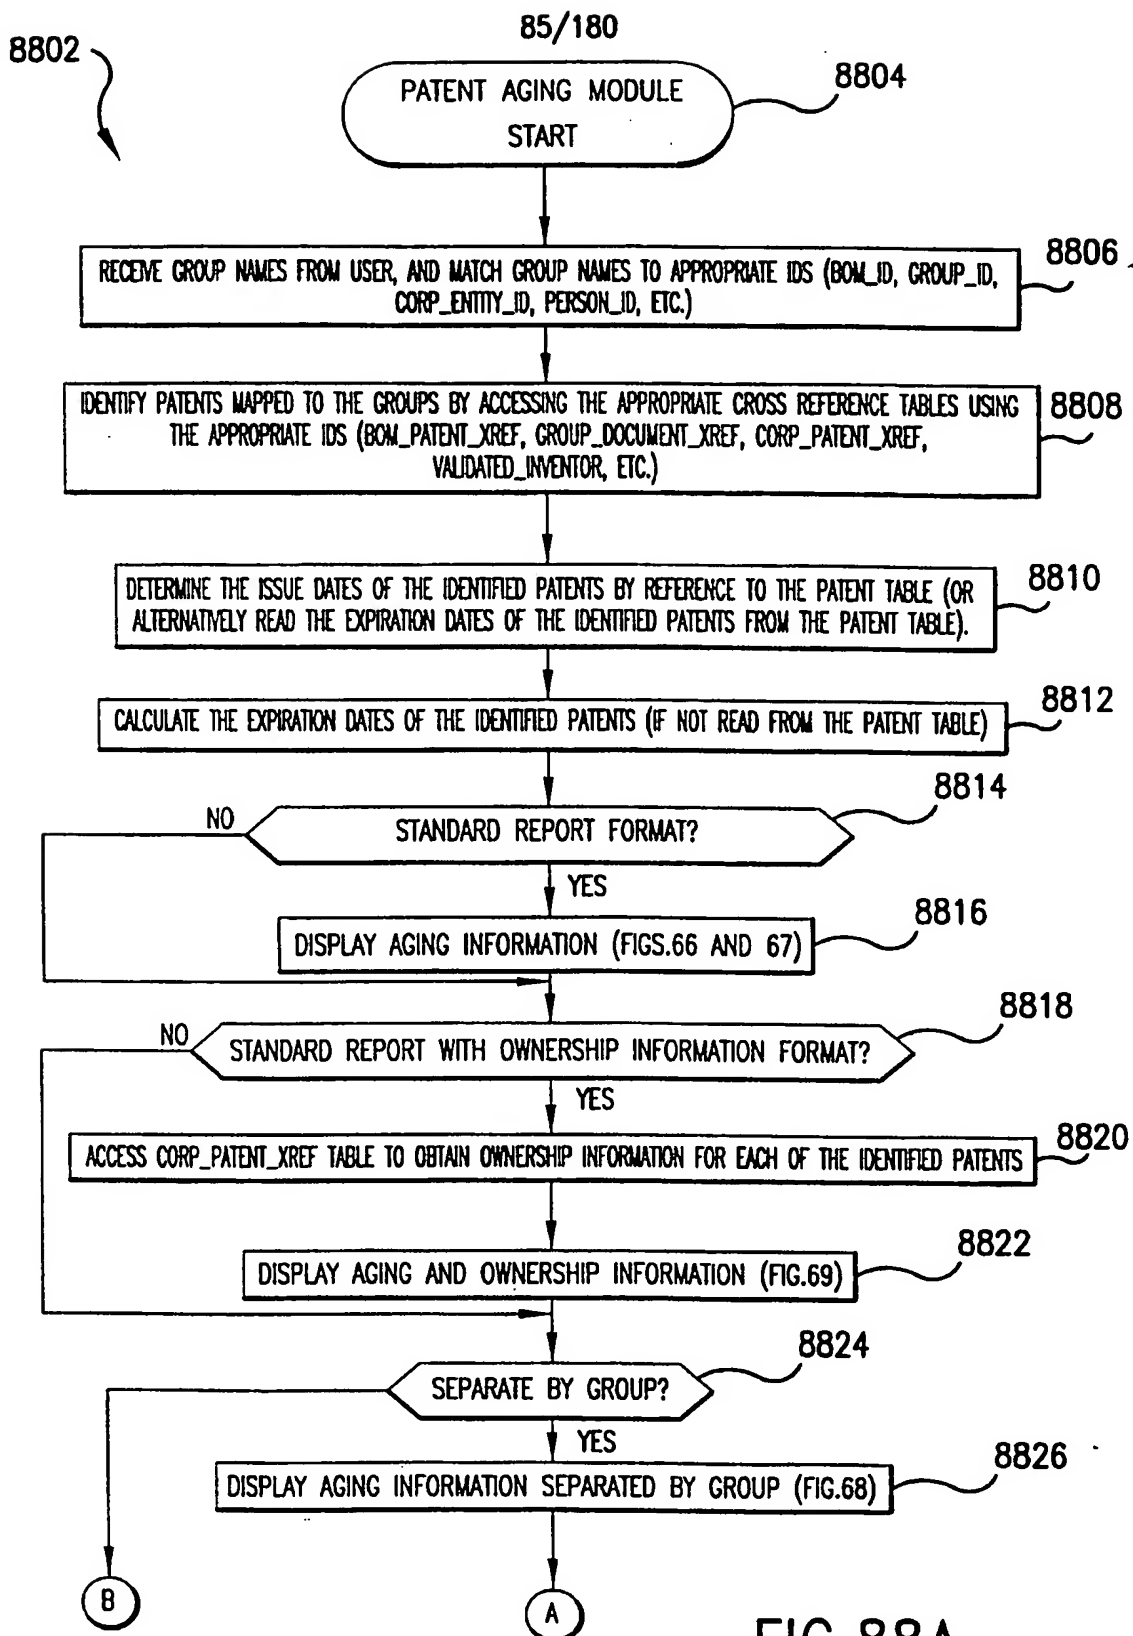 85/180
8802
PATENT AGING MODULE
START
8804
RECEIVE GROUP NAMES FROM USER, AND MATCH GROUP NAMES TO APPROPRIATE IDS (BOM_ID, GROUP_ID,
CORP_ENTITY_ID, PERSON_ID, ETC.)
8806
IDENTIFY PATENTS MAPPED TO THE GROUPS BY ACCESSING THE APPROPRIATE CROSS REFERENCE TABLES USING
THE APPROPRIATE IDS (BOM_PATENT_XREF, GROUP_DOCUMENT_XREF, CORP_PATENT_XREF,
VALIDATED_INVENTOR, ETC.)
8808
DETERMINE THE ISSUE DATES OF THE IDENTIFIED PATENTS BY REFERENCE TO THE PATENT TABLE (OR
ALTERNATIVELY READ THE EXPIRATION DATES OF THE IDENTIFIED PATENTS FROM THE PATENT TABLE).
8810
CALCULATE THE EXPIRATION DATES OF THE IDENTIFIED PATENTS (IF NOT READ FROM THE PATENT TABLE)
8812
NO
STANDARD REPORT FORMAT?
8814
YES
DISPLAY AGING INFORMATION (FIGS.66 AND 67)
8816
NO
STANDARD REPORT WITH OWNERSHIP INFORMATION FORMAT?
8818
YES
ACCESS CORP_PATENT_XREF TABLE TO OBTAIN OWNERSHIP INFORMATION FOR EACH OF THE IDENTIFIED PATENTS
8820
DISPLAY AGING AND OWNERSHIP INFORMATION (FIG.69)
8822
SEPARATE BY GROUP?
8824
YES
DISPLAY AGING INFORMATION SEPARATED BY GROUP (FIG.68)
8826
B
A
FIG.88A